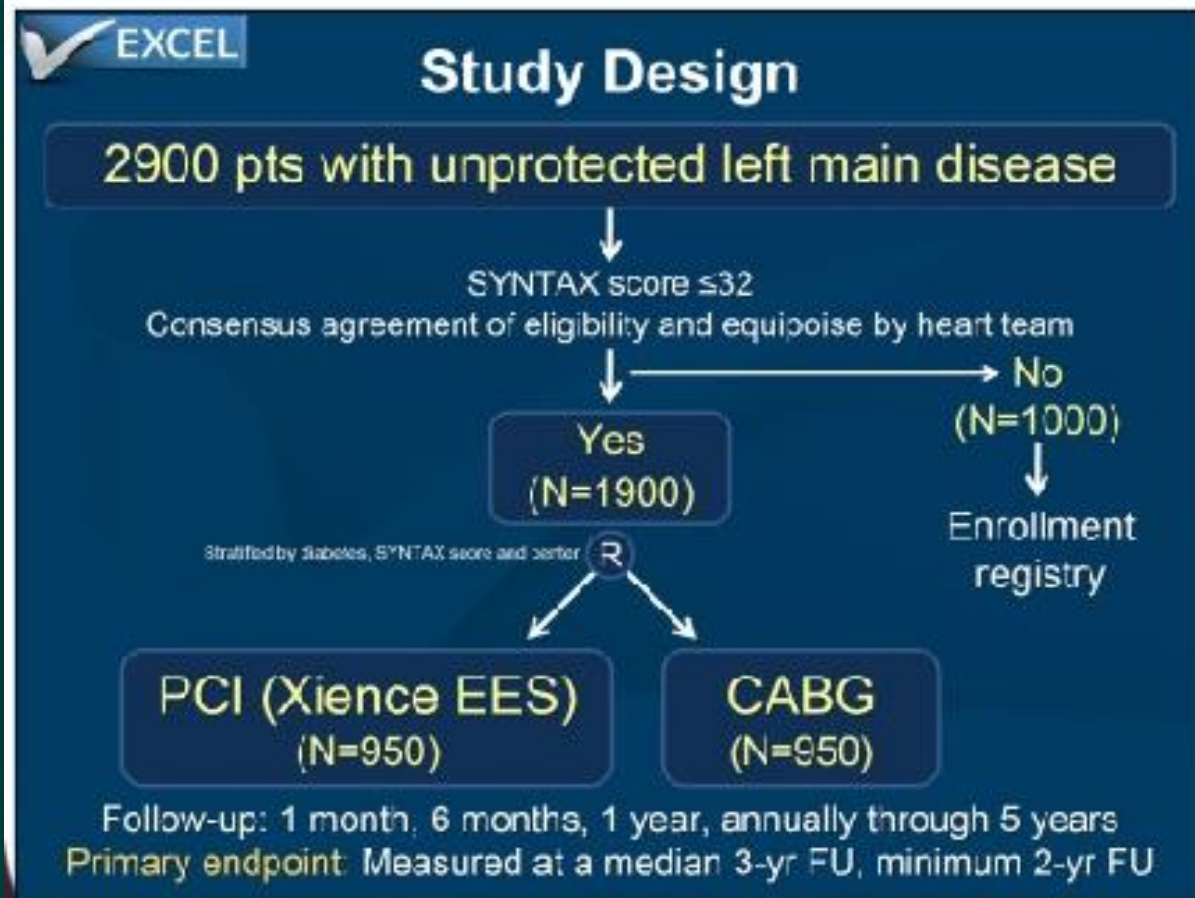 EXCEL
Study Design
2900 pts with unprotected left main disease
SYNTAX score ≤32
Consensus agreement of eligibility and equipoise by heart team
No
(N=1000)
Yes
(N=1900)
Enrollment
registry
Stratified by diabetes, SYNTAX score and center
R
PCI (Xience EES)
(N=950)
CABG
(N=950)
Follow-up: 1 month, 6 months, 1 year, annually through 5 years
Primary endpoint: Measured at a median 3-yr FU, minimum 2-yr FU